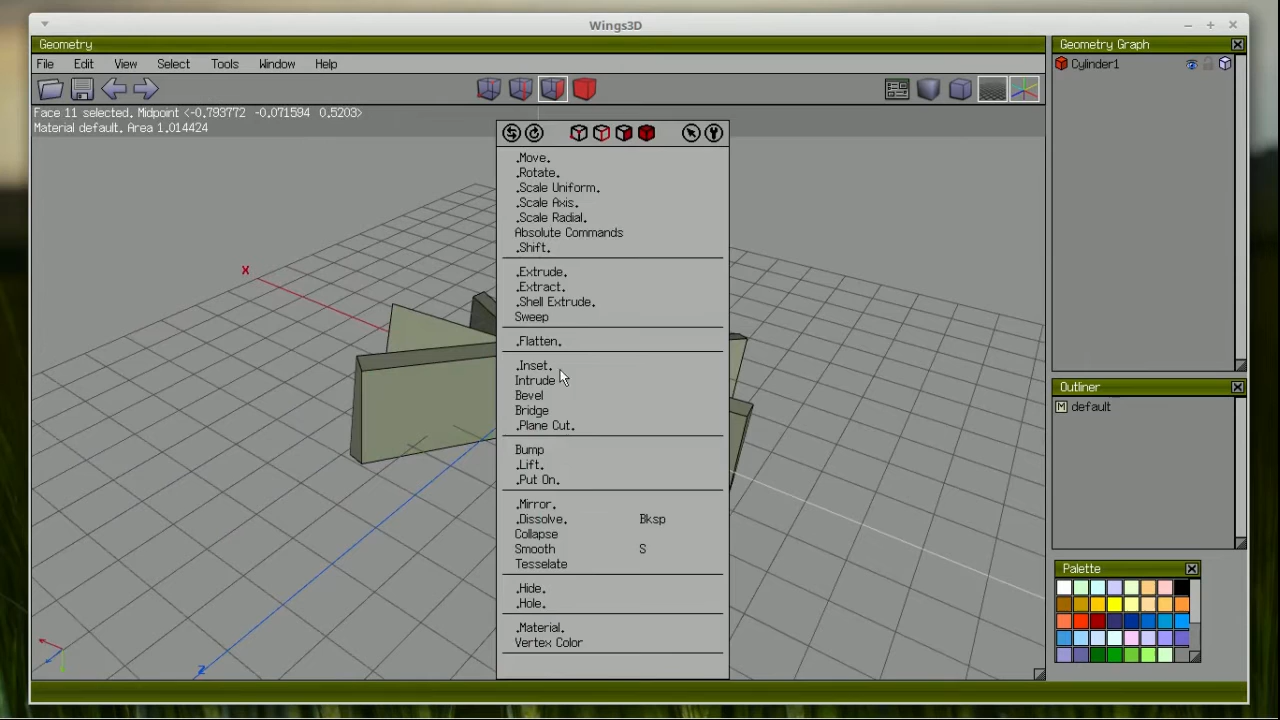 Wings3D
Geometry
File Edit View Select Tools Window Help
Face 11 selected. Midpoint <-0.793772 -0.071594 0.5203>
Material default. Area 1.014424
.Move.
.Rotate.
.Scale Uniform.
.Scale Axis.
.Scale Radial.
Absolute Commands
.Shift.
.Extrude.
.Extract.
.Shell Extrude.
Sweep
.Flatten.
.Inset.
Intrude
Bevel
Bridge
.Plane Cut.
Bump
.Lift.
.Put On.
.Mirror.
.Dissolve. Bksp
Collapse
Smooth S
Tesselate
.Hide.
.Hole.
.Material.
Vertex Color
X
Z
Geometry Graph
Cylinder1
Outliner
M default
Palette